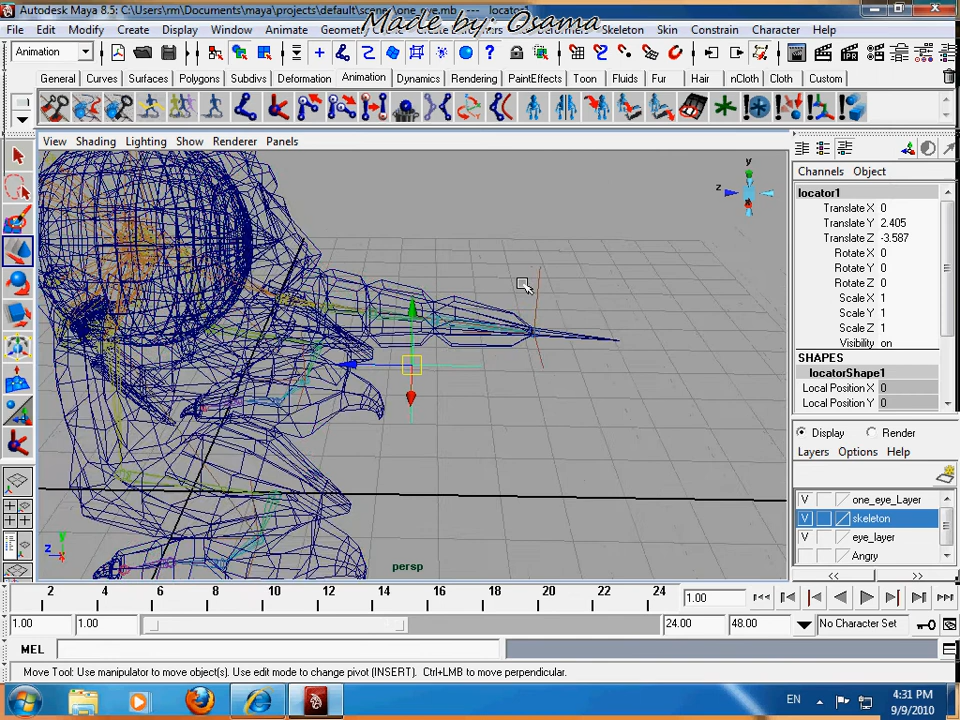 Autodesk Maya 8.5: C:\Users\rm\Documents\maya\projects\default\scenes\one_eye.mb --- locator1
Made by: Osama
File Edit Modify Create Display Window Animate Skeleton Skin Constrain Character Help
Animation
General Curves Surfaces Polygons Subdivs Deformation Animation Dynamics Rendering PaintEffects Toon Fluids Fur Hair nCloth Cloth Custom
View Shading Lighting Show Renderer Panels
Channels Object
locator1
Translate X 0
Translate Y 2.405
Translate Z -3.587
Rotate X 0
Rotate Y 0
Rotate Z 0
Scale X 1
Scale Y 1
Scale Z 1
Visibility on
SHAPES
locatorShape1
Local Position X 0
Local Position Y 0
Display Render
Layers Options Help
V one_eye_Layer
V skeleton
V eye_layer
Angry
y
z
y
z
persp
<< >>
2 4 6 8 10 12 14 16 18 20 22 24 1.00
1.00 1.00 24.00 48.00 No Character Set
MEL
Move Tool: Use manipulator to move object(s). Use edit mode to change pivot (INSERT). Ctrl+LMB to move perpendicular.
EN
4:31 PM
9/9/2010